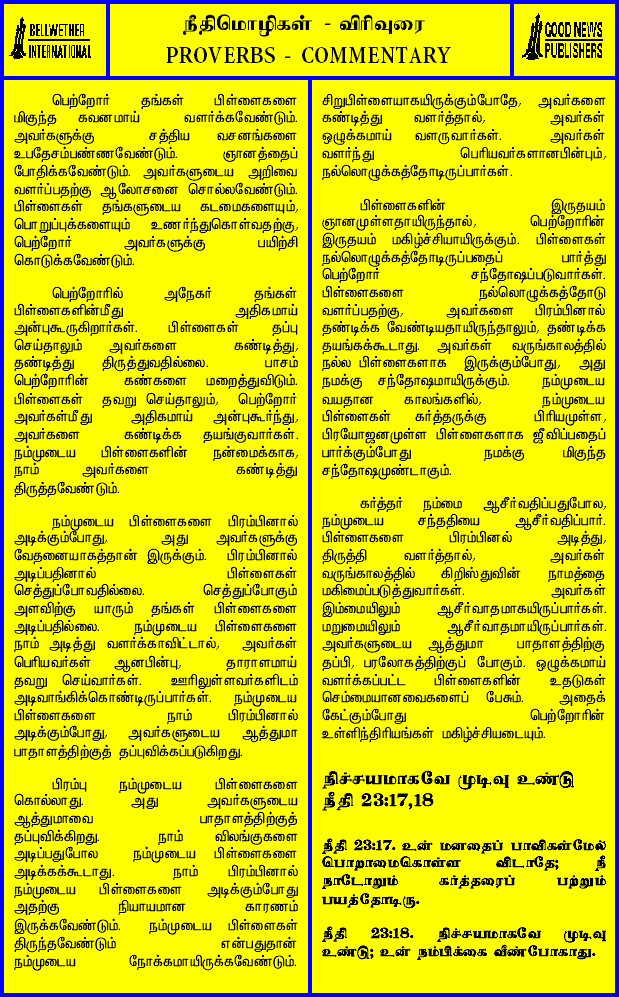 BELLWETHER
INTERNATIONAL
நீதிமொழிகள் - விரிவுரை
PROVERBS - COMMENTARY
GOOD NEWS
PUBLISHERS
பெற்றோர் தங்கள் பிள்ளைகளை
மிகுந்த கவனமாய் வளர்க்கவேண்டும்.
அவர்களுக்கு சத்திய வசனங்களை
உபதேசம்பண்ணவேண்டும். ஞானத்தைப்
போதிக்கவேண்டும். அவர்களுடைய அறிவை
வளர்ப்பதற்கு ஆலோசனை சொல்லவேண்டும்.
பிள்ளைகள் தங்களுடைய கடமைகளையும்,
பொறுப்புக்களையும் உணர்ந்துகொள்வதற்கு,
பெற்றோர் அவர்களுக்கு பயிற்சி
கொடுக்கவேண்டும்.
பெற்றோரில் அநேகர் தங்கள்
பிள்ளைகளின்மீது அதிகமாய்
அன்புகூருகிறார்கள். பிள்ளைகள் தப்பு
செய்தாலும் அவர்களை கண்டித்து,
தண்டித்து திருத்துவதில்லை. பாசம்
பெற்றோரின் கண்களை மறைத்துவிடும்.
பிள்ளைகள் தவறு செய்தாலும், பெற்றோர்
அவர்கள்மீது அதிகமாய் அன்புகூர்ந்து,
அவர்களை கண்டிக்க தயங்குவார்கள்.
நம்முடைய பிள்ளைகளின் நன்மைக்காக,
நாம் அவர்களை கண்டித்து
திருத்தவேண்டும்.
நம்முடைய பிள்ளைகளை பிரம்பினால்
அடிக்கும்போது, அது அவர்களுக்கு
வேதனையாகத்தான் இருக்கும். பிரம்பினால்
அடிப்பதினால் பிள்ளைகள்
செத்துப்போவதில்லை. செத்துப்போகும்
அளவிற்கு யாரும் தங்கள் பிள்ளைகளை
அடிப்பதில்லை. நம்முடைய பிள்ளைகளை
நாம் அடித்து வளர்க்காவிட்டால், அவர்கள்
பெரியவர்கள் ஆனபின்பு, தாராளமாய்
தவறு செய்வார்கள். ஊரிலுள்ளவர்களிடம்
அடிவாங்கிக்கொண்டிருப்பார்கள். நம்முடைய
பிள்ளைகளை நாம் பிரம்பினால்
அடிக்கும்போது, அவர்களுடைய ஆத்துமா
பாதாளத்திற்குத் தப்புவிக்கப்படுகிறது.
பிரம்பு நம்முடைய பிள்ளைகளை
கொல்லாது. அது அவர்களுடைய
ஆத்துமாவை பாதாளத்திற்குத்
தப்புவிக்கிறது. நாம் விலங்குகளை
அடிப்பதுபோல நம்முடைய பிள்ளைகளை
அடிக்கக்கூடாது. நாம் பிரம்பினால்
நம்முடைய பிள்ளைகளை அடிக்கும்போது
அதற்கு நியாயமான காரணம்
இருக்கவேண்டும். நம்முடைய பிள்ளைகள்
திருந்தவேண்டும் என்பதுதான்
நம்முடைய நோக்கமாயிருக்கவேண்டும்.
சிறுபிள்ளையாகயிருக்கும்போதே, அவர்களை
கண்டித்து வளர்த்தால், அவர்கள்
ஒழுக்கமாய் வளருவார்கள். அவர்கள்
வளர்ந்து பெரியவர்களானபின்பும்,
நல்லொழுக்கத்தோடிருப்பார்கள்.
பிள்ளைகளின் இருதயம்
ஞானமுள்ளதாயிருந்தால், பெற்றோரின்
இருதயம் மகிழ்ச்சியாயிருக்கும். பிள்ளைகள்
நல்லொழுக்கத்தோடிருப்பதைப் பார்த்து
பெற்றோர் சந்தோஷப்படுவார்கள்.
பிள்ளைகளை நல்லொழுக்கத்தோடு
வளர்ப்பதற்கு, அவர்களை பிரம்பினால்
தண்டிக்க வேண்டியதாயிருந்தாலும், தண்டிக்க
தயங்கக்கூடாது. அவர்கள் வருங்காலத்தில்
நல்ல பிள்ளைகளாக இருக்கும்போது, அது
நமக்கு சந்தோஷமாயிருக்கும். நம்முடைய
வயதான காலங்களில், நம்முடைய
பிள்ளைகள் கர்த்தருக்கு பிரியமுள்ள,
பிரயோஜனமுள்ள பிள்ளைகளாக ஜீவிப்பதைப்
பார்க்கும்போது நமக்கு மிகுந்த
சந்தோஷமுண்டாகும்.
கர்த்தர் நம்மை ஆசீர்வதிப்பதுபோல,
நம்முடைய சந்ததியை ஆசீர்வதிப்பார்.
பிள்ளைகளை பிரம்பினல் அடித்து,
திருத்தி வளர்த்தால், அவர்கள்
வருங்காலத்தில் கிறிஸ்துவின் நாமத்தை
மகிமைப்படுத்துவார்கள். அவர்கள்
இம்மையிலும் ஆசீர்வாதமாகயிருப்பார்கள்.
மறுமையிலும் ஆசீர்வாதமாயிருப்பார்கள்.
அவர்களுடைய ஆத்துமா பாதாளத்திற்கு
தப்பி, பரலோகத்திற்குப் போகும். ஒழுக்கமாய்
வளர்க்கப்பட்ட பிள்ளைகளின் உதடுகள்
செம்மையானவைகளைப் பேசும். அதைக்
கேட்கும்போது பெற்றோரின்
உள்ளிந்திரியங்கள் மகிழ்ச்சியடையும்.
நிச்சயமாகவே முடிவு உண்டு
நீதி 23:17,18
நீதி 23:17. உன் மனதைப் பாவிகள்மேல்
பொறாமைகொள்ள விடாதே; நீ
நாடோறும் கர்த்தரைப் பற்றும்
பயத்தோடிரு.
நீதி 23:18. நிச்சயமாகவே முடிவு
உண்டு; உன் நம்பிக்கை வீண்போகாது.